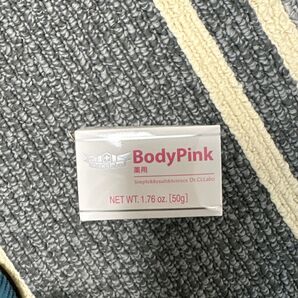 BodyPink
薬用
Simple&Result&Science Dr.Ci:Labo
NET WT. 1.76 oz. [50g]